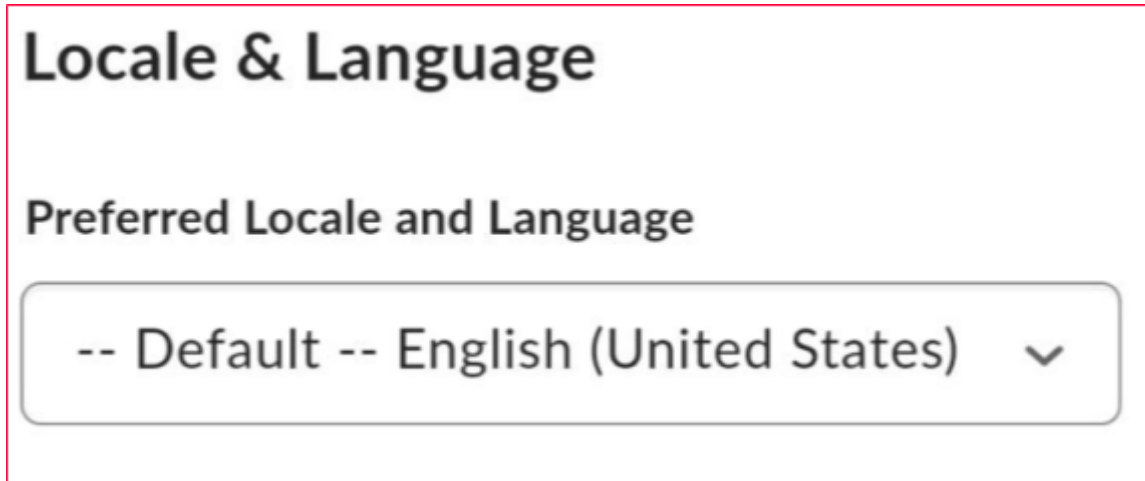 Locale & Language
Preferred Locale and Language
-- Default -- English (United States)